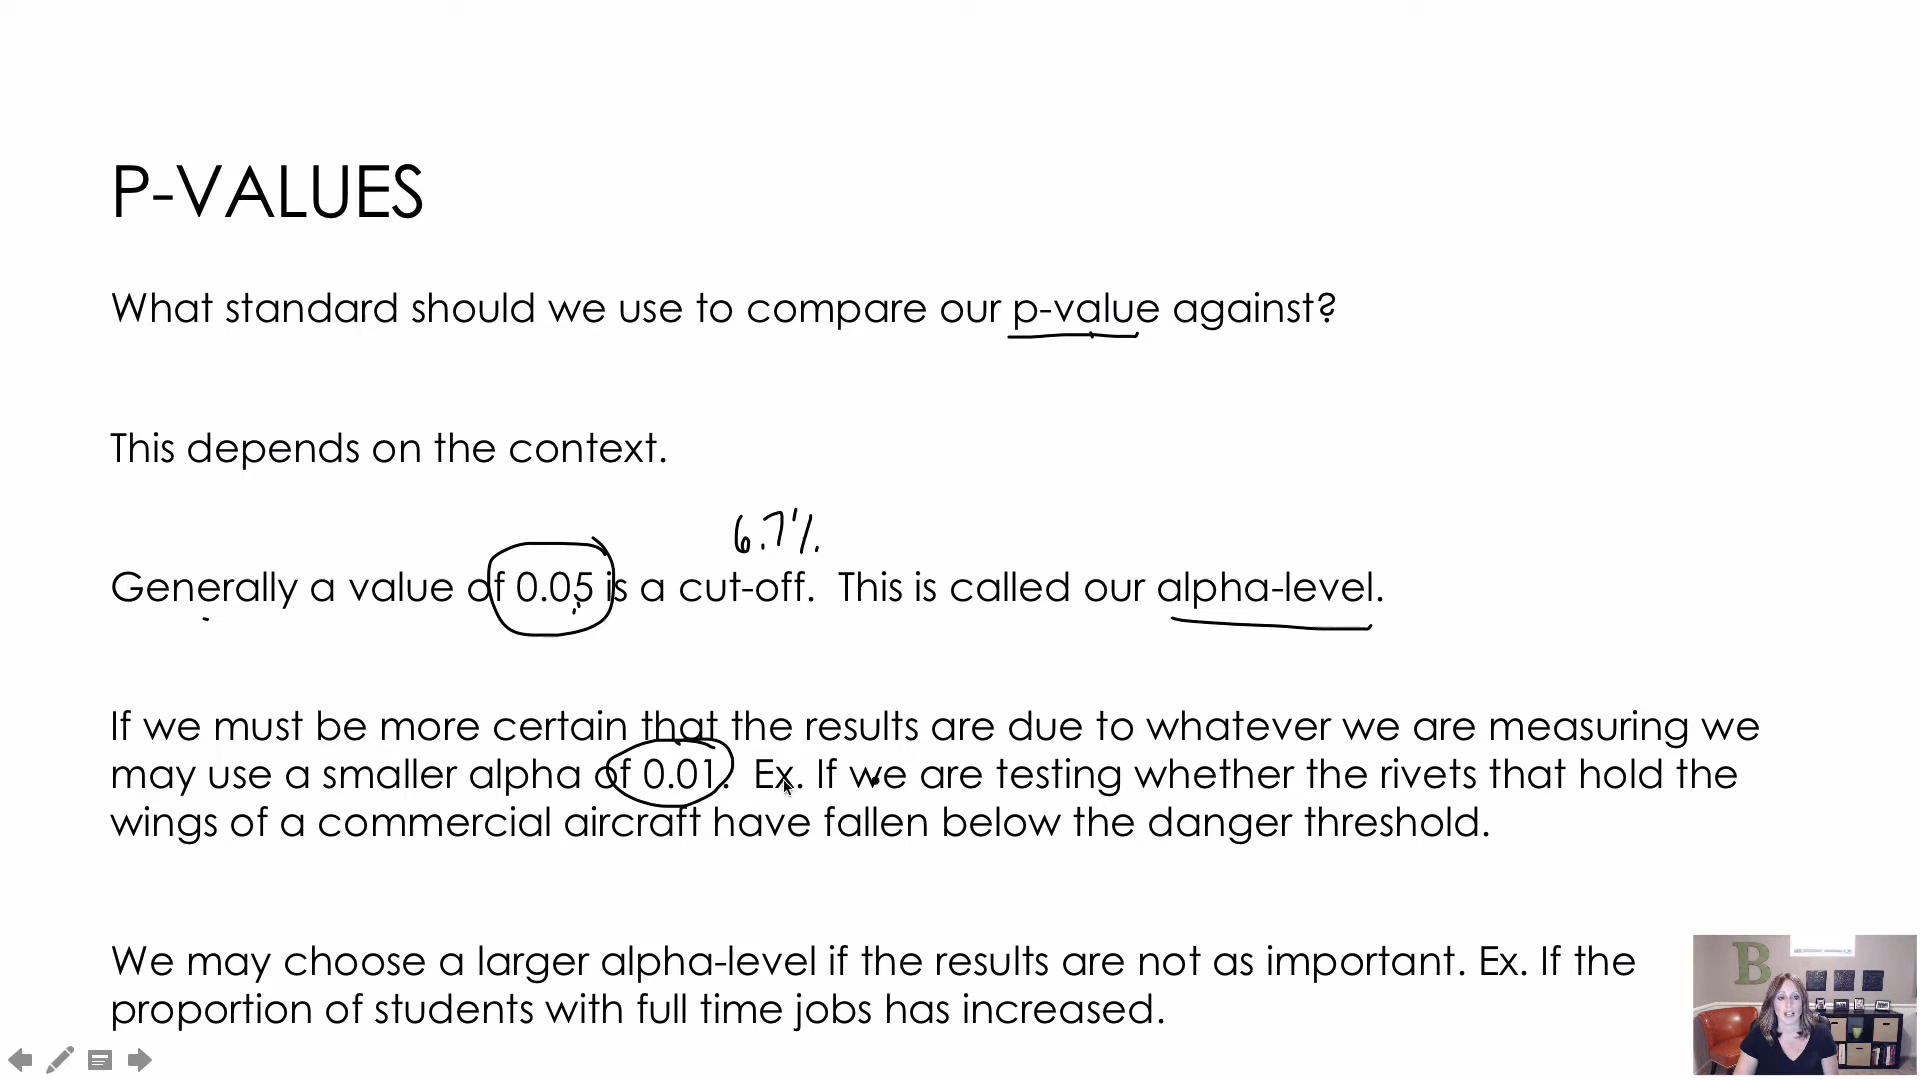 P-VALUES
What standard should we use to compare our p-value against?
This depends on the context.
6.7%
Generally a value of 0.05 is a cut-off. This is called our alpha-level.
If we must be more certain that the results are due to whatever we are measuring we
may use a smaller alpha of 0.01. Ex. If we are testing whether the rivets that hold the
wings of a commercial aircraft have fallen below the danger threshold.
We may choose a larger alpha-level if the results are not as important. Ex. If the
proportion of students with full time jobs has increased.
B